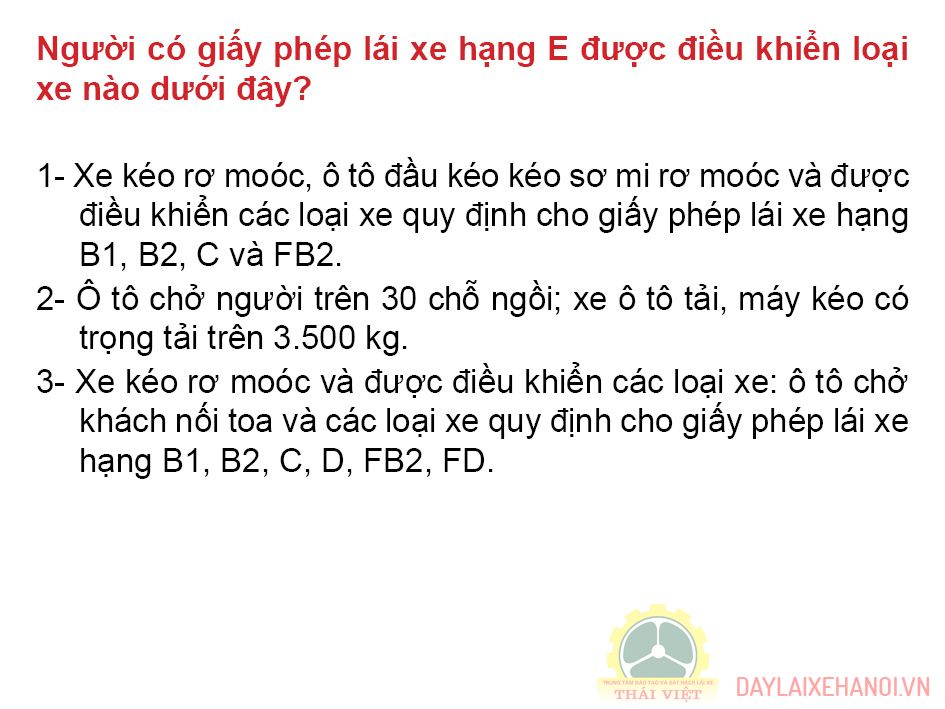 Người có giấy phép lái xe hạng E được điều khiển loại
xe nào dưới đây?
1- Xe kéo rơ moóc, ô tô đầu kéo kéo sơ mi rơ moóc và được
điều khiển các loại xe quy định cho giấy phép lái xe hạng
B1, B2, C và FB2.
2- Ô tô chở người trên 30 chỗ ngồi; xe ô tô tải, máy kéo có
trọng tải trên 3.500 kg.
3- Xe kéo rơ moóc và được điều khiển các loại xe: ô tô chở
khách nối toa và các loại xe quy định cho giấy phép lái xe
hạng B1, B2, C, D, FB2, FD.
TRUNG TÂM ĐÀO TẠO VÀ SÁT HẠCH LÁI XE
THÁI VIỆT
DAYLAIXEHANOI.VN